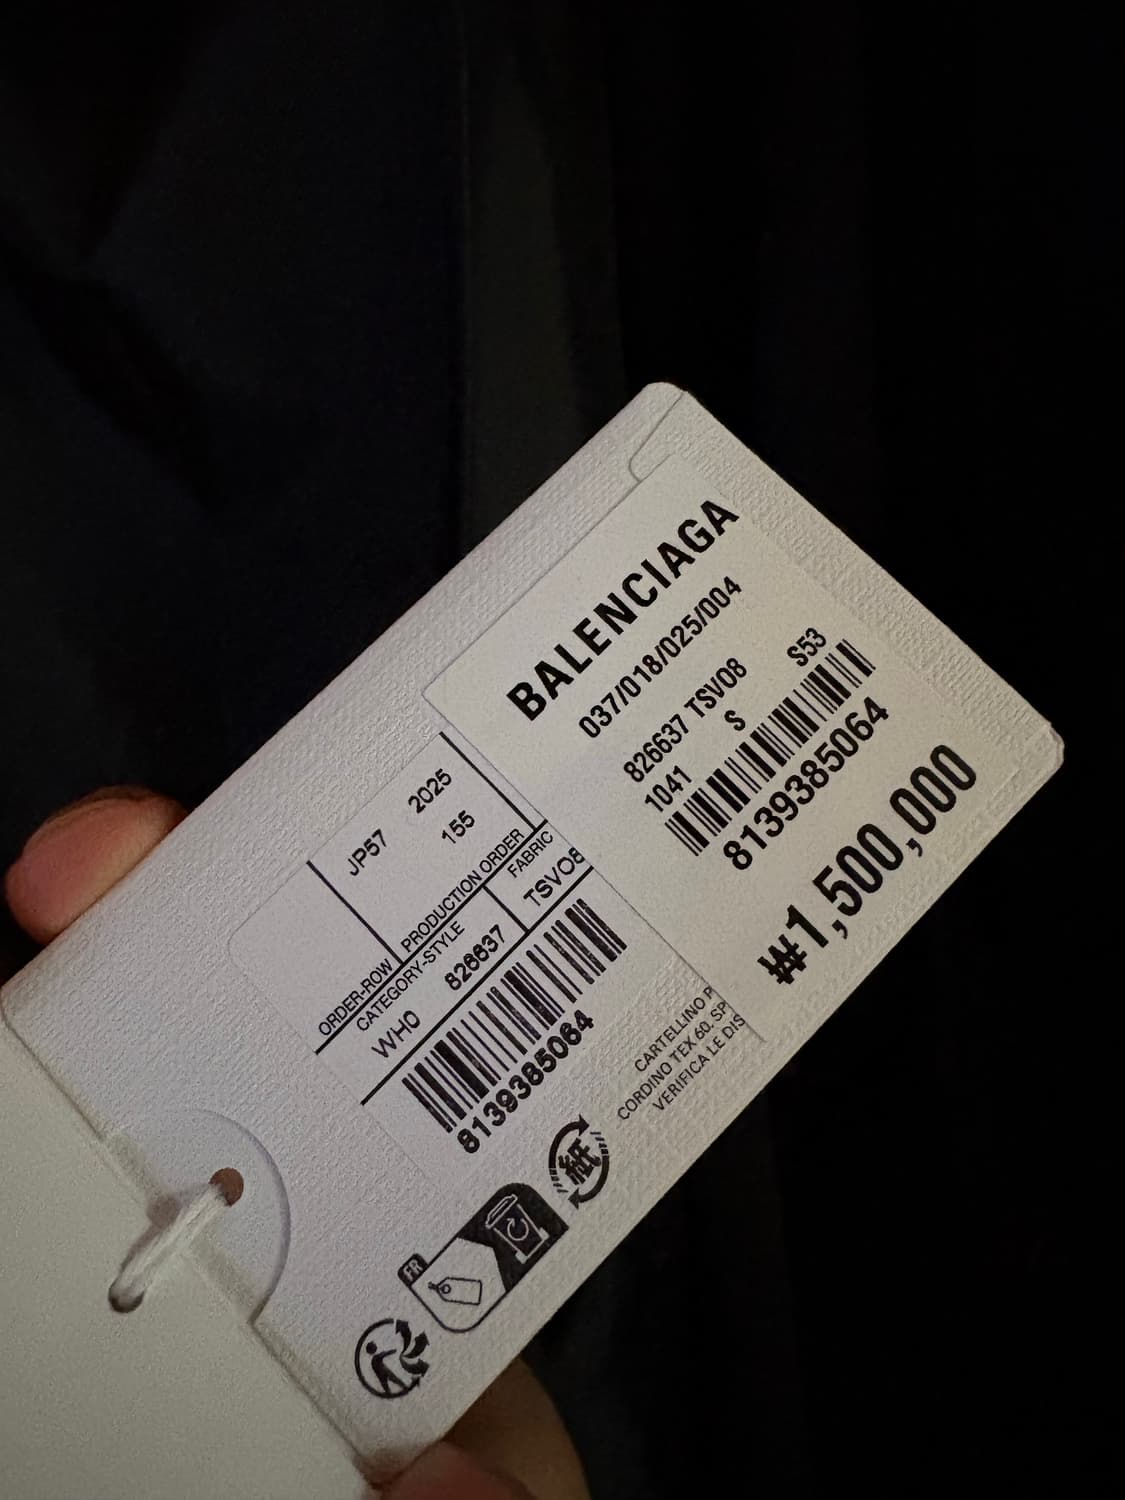 BALENCIAGA
037/018/025/004
826637 TSV08 S53
1041 S
8139385064
₩1,500,000
JP57 2025
155
ORDER-ROW PRODUCTION ORDER
CATEGORY-STYLE FABRIC
WH0 826637 TSVO8
8139385064
CARTELLINO P
CORDINO TEX 60. SP
VERIFICA LE DIS
紙
FR